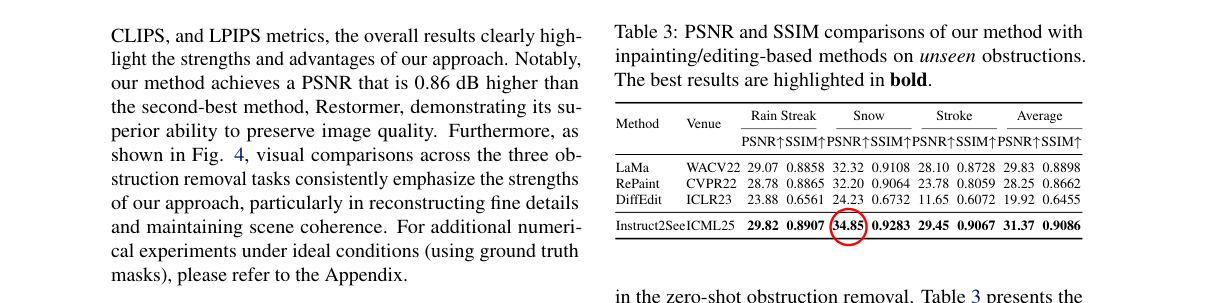 CLIPS, and LPIPS metrics, the overall results clearly high-
light the strengths and advantages of our approach. Notably,
our method achieves a PSNR that is 0.86 dB higher than
the second-best method, Restormer, demonstrating its su-
perior ability to preserve image quality. Furthermore, as
shown in Fig. 4, visual comparisons across the three ob-
struction removal tasks consistently emphasize the strengths
of our approach, particularly in reconstructing fine details
and maintaining scene coherence. For additional numeri-
cal experiments under ideal conditions (using ground truth
masks), please refer to the Appendix.
Table 3: PSNR and SSIM comparisons of our method with
inpainting/editing-based methods on unseen obstructions.
The best results are highlighted in bold.
Method Venue Rain Streak Snow Stroke Average
PSNR↑ SSIM↑ PSNR↑ SSIM↑ PSNR↑ SSIM↑ PSNR↑ SSIM↑
LaMa WACV22 29.07 0.8858 32.32 0.9108 28.10 0.8728 29.83 0.8898
RePaint CVPR22 28.78 0.8865 32.20 0.9064 23.78 0.8059 28.25 0.8662
DiffEdit ICLR23 23.88 0.6561 24.23 0.6732 11.65 0.6072 19.92 0.6455
Instruct2See ICML25 29.82 0.8907 34.85 0.9283 29.45 0.9067 31.37 0.9086
in the zero-shot obstruction removal. Table 3 presents the